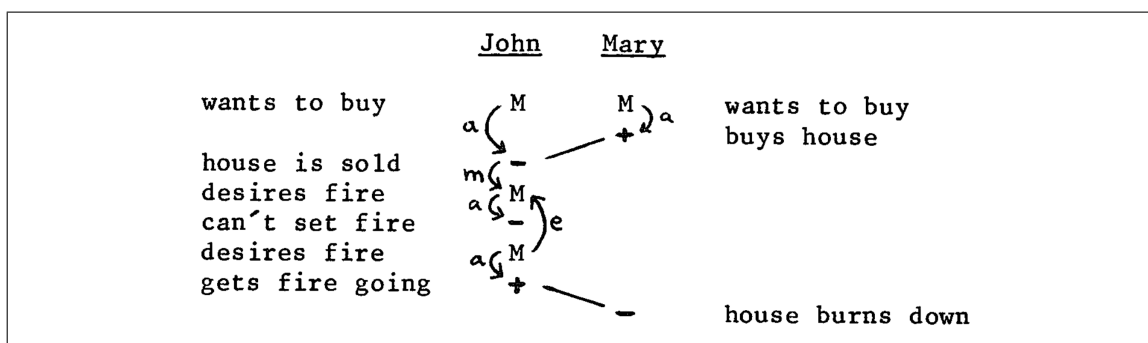 John Mary
wants to buy M M wants to buy
a a
+ buys house
house is sold -
m
desires fire M
a
can't set fire - e
desires fire M
a
gets fire going +
- house burns down